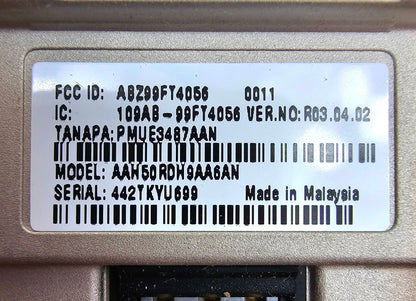 FCC ID: ABZ99FT4056 0011
IC: 109AB-99FT4056 VER.NO:R03.04.02
TANAPA:PMUE3487AAN
MODEL: AAH50RDH9AA6AN
SERIAL: 442TKYU699 Made in Malaysia